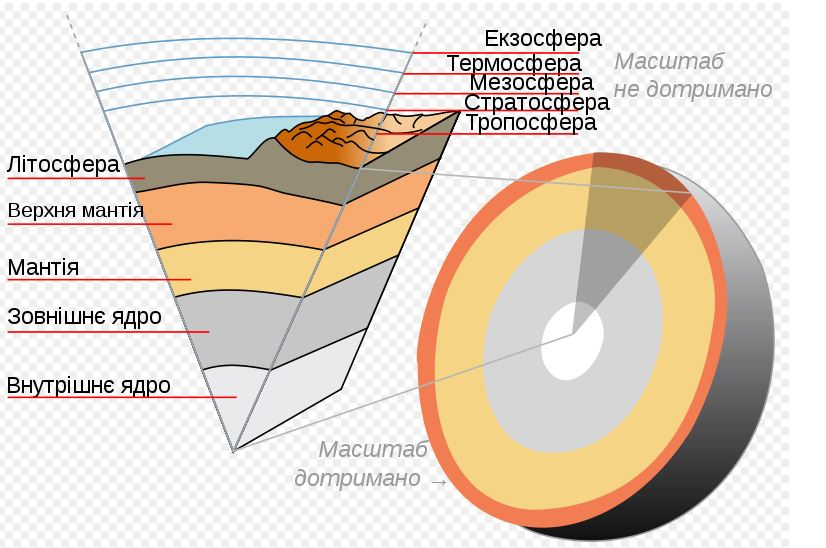 Екзосфера
Термосфера
Мезосфера
Стратосфера
Тропосфера
Масштаб
не дотримано
Літосфера
Верхня мантія
Мантія
Зовнішнє ядро
Внутрішнє ядро
Масштаб
дотримано →